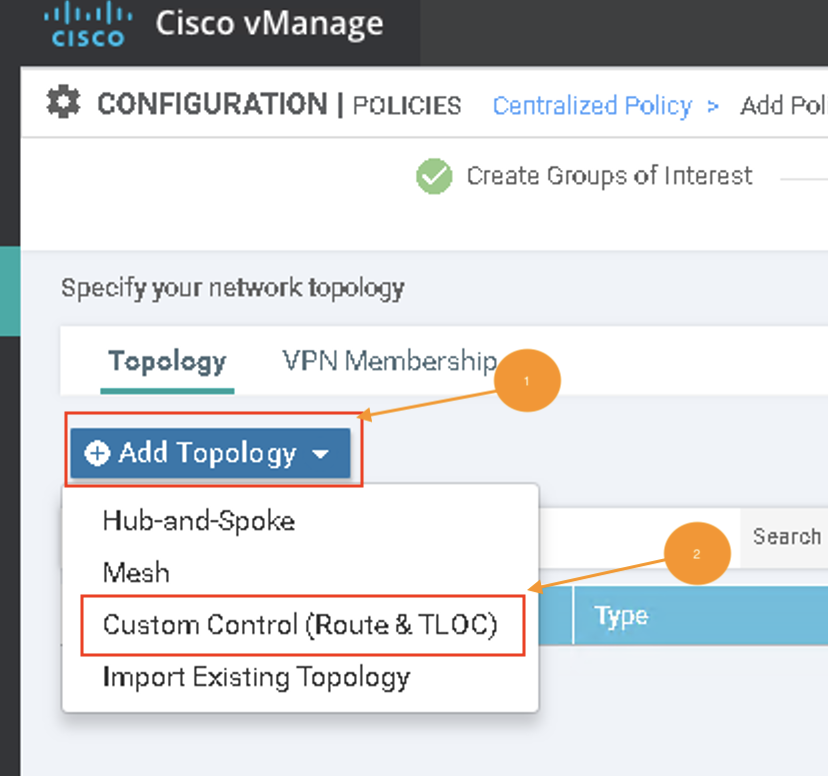 CISCO Cisco vManage
CONFIGURATION | POLICIES Centralized Policy > Add Pol
Create Groups of Interest
Specify your network topology
Topology VPN Membership
1
Add Topology
Hub-and-Spoke
Search
2
Mesh
Custom Control (Route & TLOC)
Type
Import Existing Topology